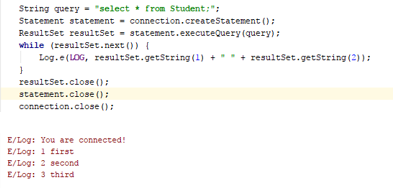 String query = "select * from Student;";
Statement statement = connection.createStatement();
ResultSet resultSet = statement.executeQuery(query);
while (resultSet.next()) {
Log.e(LOG, resultSet.getString(1) + " " + resultSet.getString(2));
}
resultSet.close();
statement.close();
connection.close();
E/Log: You are connected!
E/Log: 1 first
E/Log: 2 second
E/Log: 3 third